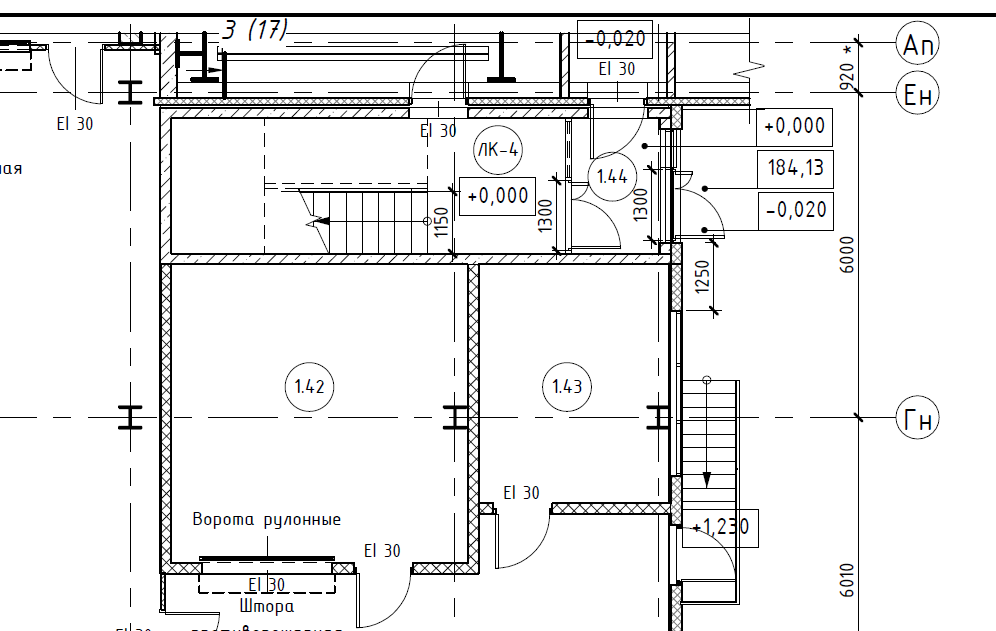 3 (17)
-0,020
Ап
EI 30
920 *
Ен
EI 30
EI 30
+0,000
ЛК-4
184,13
1.44
+0,000
-0,020
1150
1300
1300
6000
1250
1.42
1.43
Гн
EI 30
Ворота рулонные
+1,230
EI 30
EI 30
6010
Штора